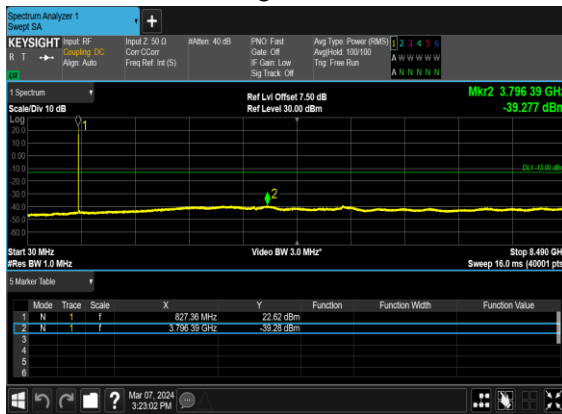 Spectrum Analyzer 1
Swept SA
KEYSIGHT
R T
LW
Input: RF
Coupling: DC
Align: Auto
Input Z: 50 Ω
Corr CCorr
Freq Ref: Int (S)
#Atten: 40 dB
PNO: Fast
Gate: Off
IF Gain: Low
Sig Track: Off
Avg Type: Power (RMS)
Avg|Hold: 100/100
Trig: Free Run
1 2 3 4 5 6
A W W W W W
A N N N N N
1 Spectrum
Scale/Div 10 dB
Ref Lvl Offset 7.50 dB
Ref Level 30.00 dBm
Mkr2 3.796 39 GHz
-39.277 dBm
Log
20.0
10.0
0.00
-10.0
-20.0
-30.0
-40.0
-50.0
-60.0
1
2
DL1 -13.00 dBm
Start 30 MHz
#Res BW 1.0 MHz
Video BW 3.0 MHz*
Stop 8.490 GH
Sweep 16.0 ms (40001 pts
5 Marker Table
Mode Trace Scale X Y Function Function Width Function Value
1 N 1 f 827.36 MHz 22.62 dBm
2 N 1 f 3.796 39 GHz -39.28 dBm
3
4
5
6
?
Mar 07, 2024
3:23:02 PM